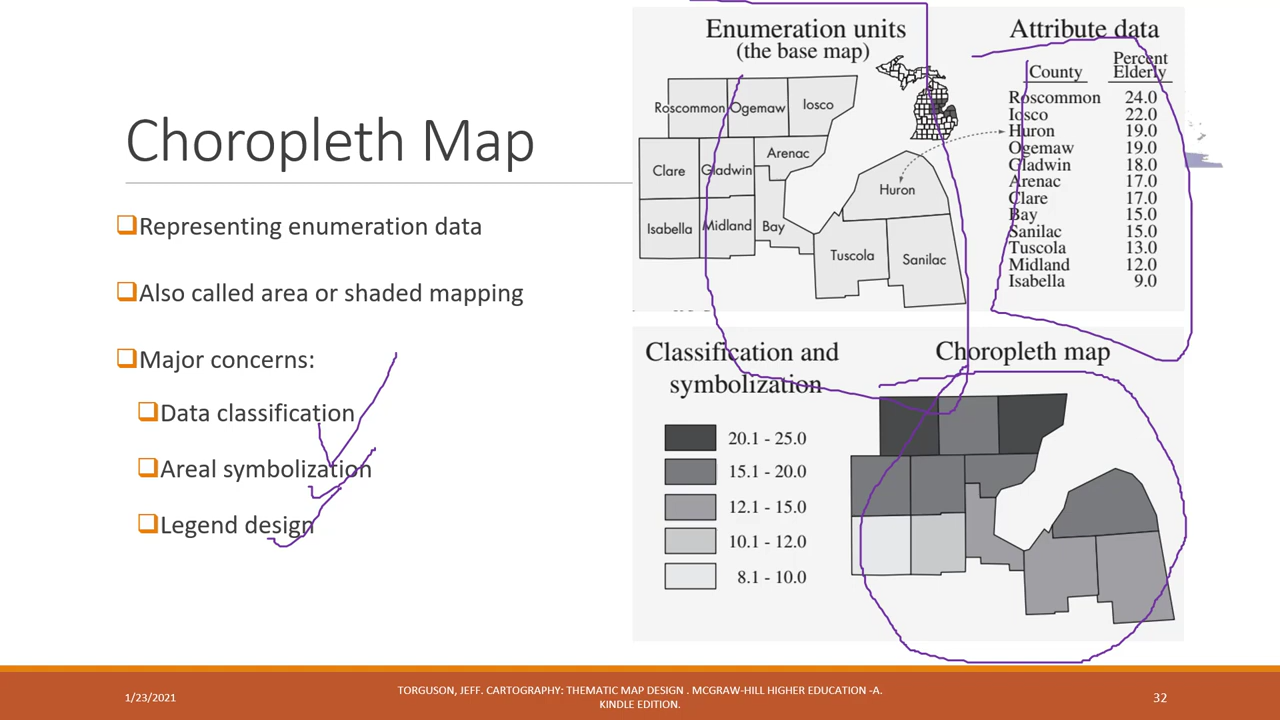 Choropleth Map
Representing enumeration data
Also called area or shaded mapping
Major concerns:
Data classification
Areal symbolization
Legend design
Enumeration units
(the base map)
Roscommon
Ogemaw
Iosco
Clare
Gladwin
Arenac
Huron
Isabella
Midland
Bay
Tuscola
Sanilac
Attribute data
County Percent Elderly
Roscommon 24.0
Iosco 22.0
Huron 19.0
Ogemaw 19.0
Gladwin 18.0
Arenac 17.0
Clare 17.0
Bay 15.0
Sanilac 15.0
Tuscola 13.0
Midland 12.0
Isabella 9.0
Classification and
symbolization
20.1 - 25.0
15.1 - 20.0
12.1 - 15.0
10.1 - 12.0
8.1 - 10.0
Choropleth map
1/23/2021
TORGUSON, JEFF. CARTOGRAPHY: THEMATIC MAP DESIGN . MCGRAW-HILL HIGHER EDUCATION -A.
KINDLE EDITION.
32